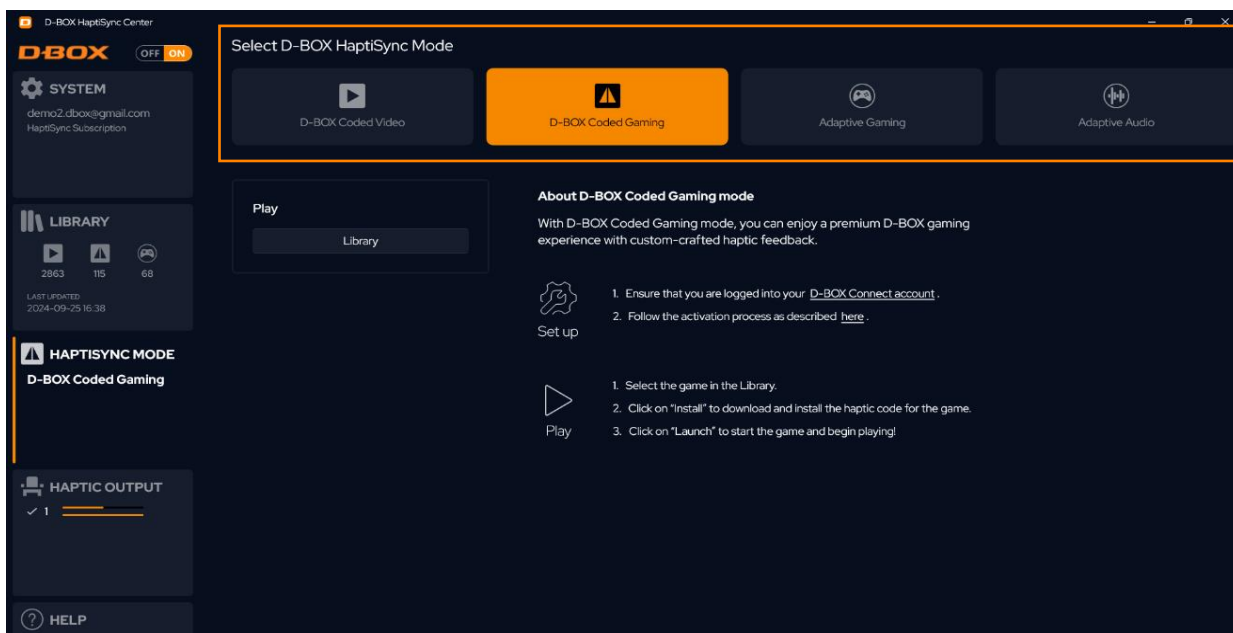 D-BOX HaptiSync Center
D-BOX
OFF ON
SYSTEM
demo2.dbox@gmail.com
HaptiSync Subscription
LIBRARY
2863 115 68
LAST UPDATED
2024-09-25 16:38
HAPTISYNC MODE
D-BOX Coded Gaming
HAPTIC OUTPUT
1
HELP
Select D-BOX HaptiSync Mode
D-BOX Coded Video
D-BOX Coded Gaming
Adaptive Gaming
Adaptive Audio
Play
Library
About D-BOX Coded Gaming mode
With D-BOX Coded Gaming mode, you can enjoy a premium D-BOX gaming
experience with custom-crafted haptic feedback.
Set up
1. Ensure that you are logged into your D-BOX Connect account .
2. Follow the activation process as described here .
Play
1. Select the game in the Library.
2. Click on “Install” to download and install the haptic code for the game.
3. Click on “Launch” to start the game and begin playing!